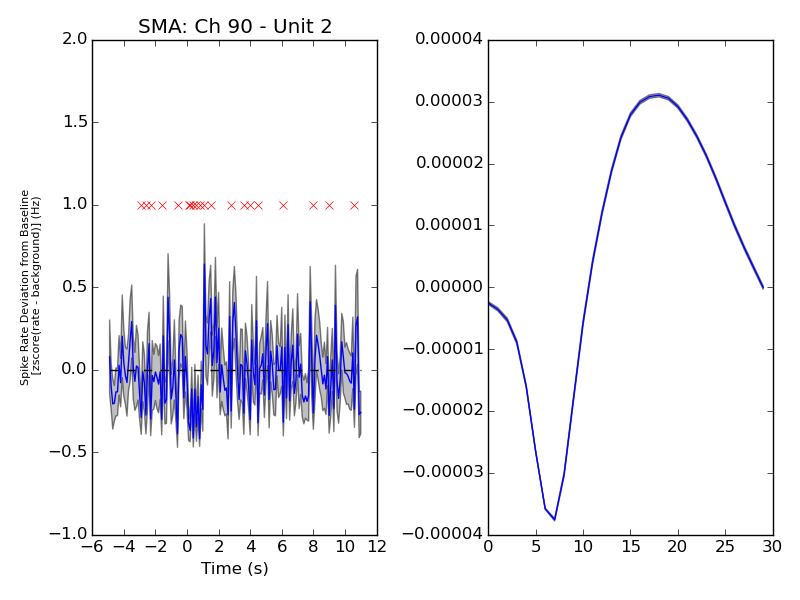 SMA: Ch 90 - Unit 2
2.0
1.5
1.0
0.5
0.0
−0.5
−1.0
Spike Rate Deviation from Baseline
[zscore(rate - background)] (Hz)
−6 −4 −2 0 2 4 6 8 10 12
Time (s)
0.00004
0.00003
0.00002
0.00001
0.00000
−0.00001
−0.00002
−0.00003
−0.00004
0 5 10 15 20 25 30